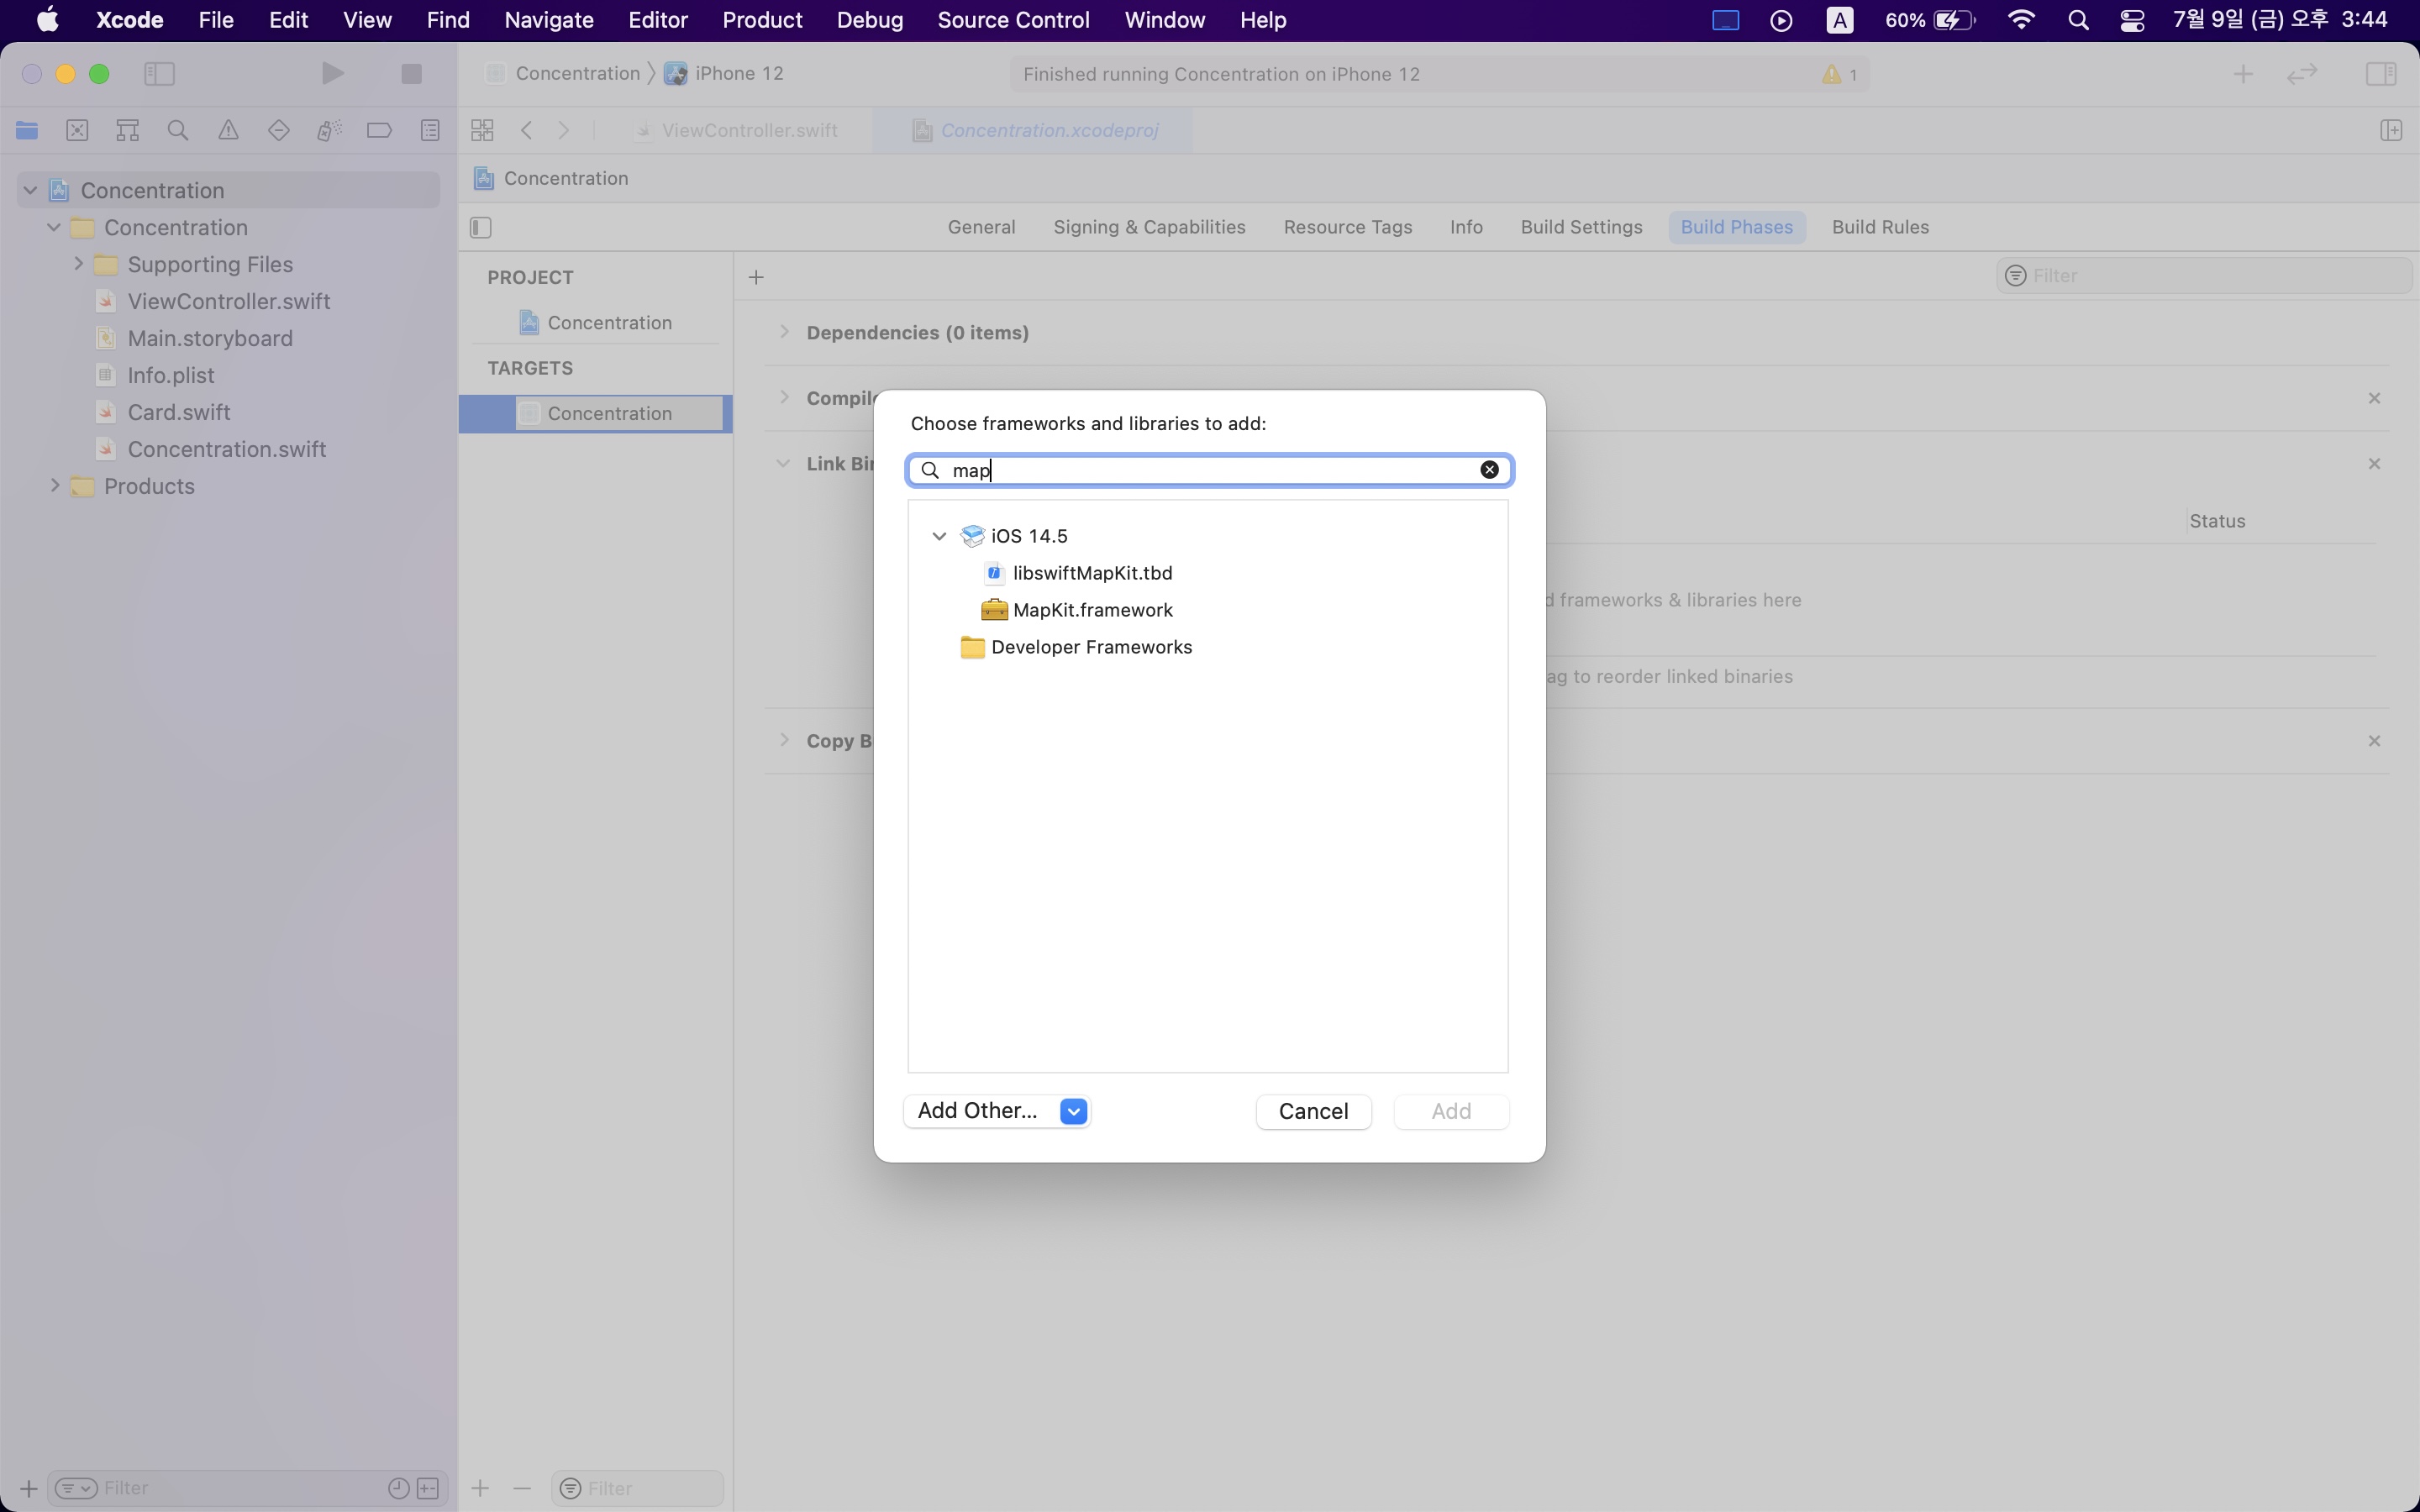 Xcode File Edit View Find Navigate Editor Product Debug Source Control Window Help A 60% 7월 9일 (금) 오후 3:44
Concentration iPhone 12 Finished running Concentration on iPhone 12 1
ViewController.swift Concentration.xcodeproj
Concentration
Concentration
Concentration
Supporting Files
ViewController.swift
Main.storyboard
Info.plist
Card.swift
Concentration.swift
Products
Filter
General Signing & Capabilities Resource Tags Info Build Settings Build Phases Build Rules
PROJECT
Concentration
TARGETS
Concentration
Filter
Filter
Dependencies (0 items)
Compile
Link Bin
Status
d frameworks & libraries here
ag to reorder linked binaries
Copy B
Choose frameworks and libraries to add:
map
iOS 14.5
libswiftMapKit.tbd
MapKit.framework
Developer Frameworks
Add Other... Cancel Add